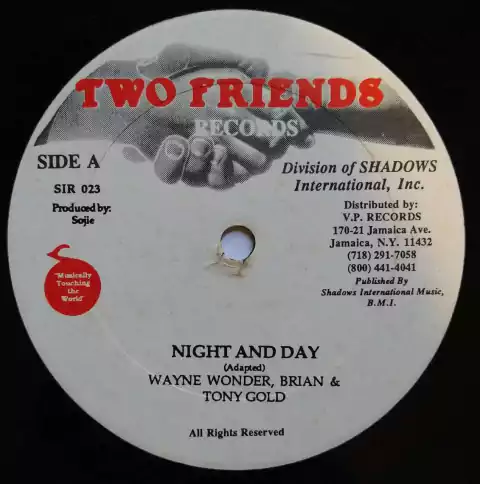 TWO FRIENDS
RECORDS
SIDE A
SIR 023
Produced by:
Sojie
Division of SHADOWS
International, Inc.
Distributed by:
V.P. RECORDS
170-21 Jamaica Ave.
Jamaica, N.Y. 11432
(718) 291-7058
(800) 441-4041
Published By
Shadows International Music,
B.M.I.
"Musically
Touching
the
World"
NIGHT AND DAY
(Adapted)
WAYNE WONDER, BRIAN &
TONY GOLD
All Rights Reserved